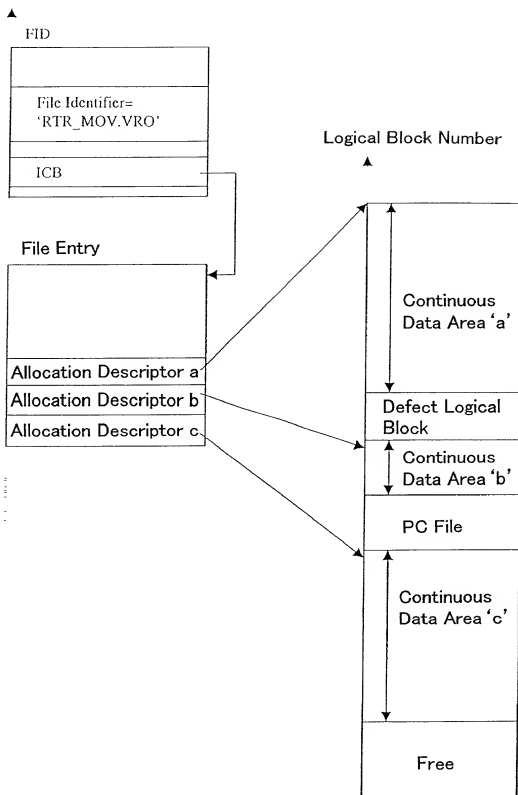 FID
File Identifier=
‘RTR_MOV.VRO’
ICB
File Entry
Allocation Descriptor a
Allocation Descriptor b
Allocation Descriptor c
Logical Block Number
Continuous
Data Area ‘a’
Defect Logical
Block
Continuous
Data Area ‘b’
PC File
Continuous
Data Area ‘c’
Free